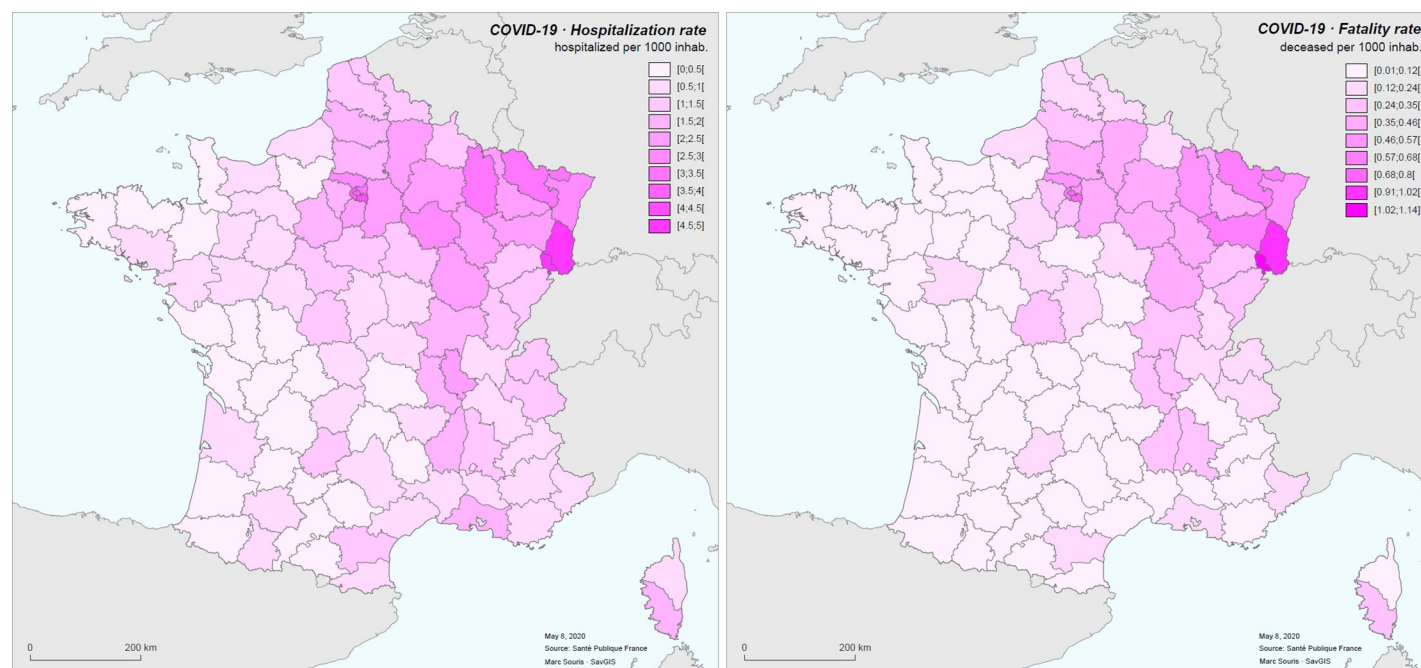 COVID-19 · Hospitalization rate
hospitalized per 1000 inhab.
[0;0.5[
[0.5;1[
[1;1.5[
[1.5;2[
[2;2.5[
[2.5;3[
[3;3.5[
[3.5;4[
[4;4.5[
[4.5;5]
0 200 km
May 8, 2020
Source: Santé Publique France
Marc Souris - SavGIS
COVID-19 · Fatality rate
deceased per 1000 inhab.
[0.01;0.12[
[0.12;0.24[
[0.24;0.35[
[0.35;0.46[
[0.46;0.57[
[0.57;0.68[
[0.68;0.8[
[0.91;1.02[
[1.02;1.14]
0 200 km
May 8, 2020
Source: Santé Publique France
Marc Souris - SavGIS